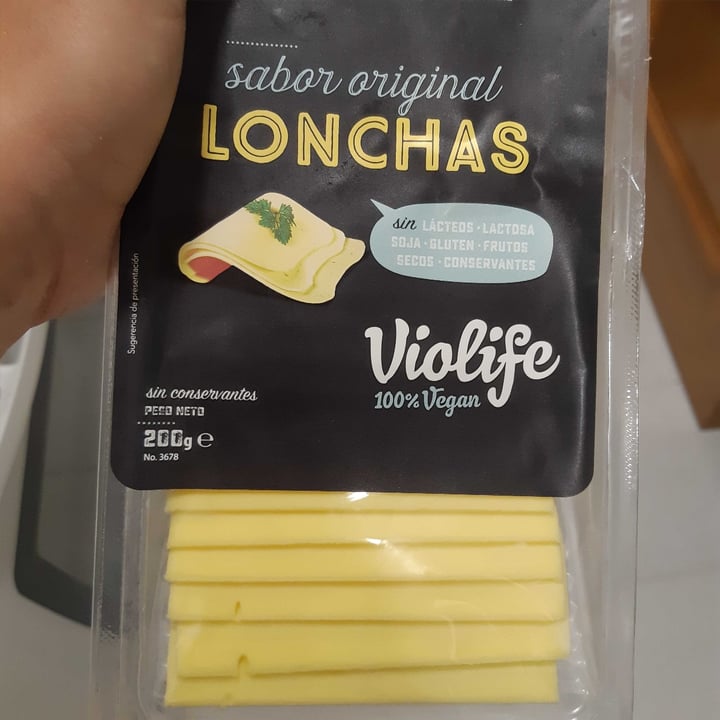 sabor original
LONCHAS
sin LÁCTEOS · LACTOSA
SOJA · GLUTEN · FRUTOS
SECOS · CONSERVANTES
Sugerencia de presentación
Violife
100% Vegan
sin conservantes
PESO NETO
200g e
No. 3678